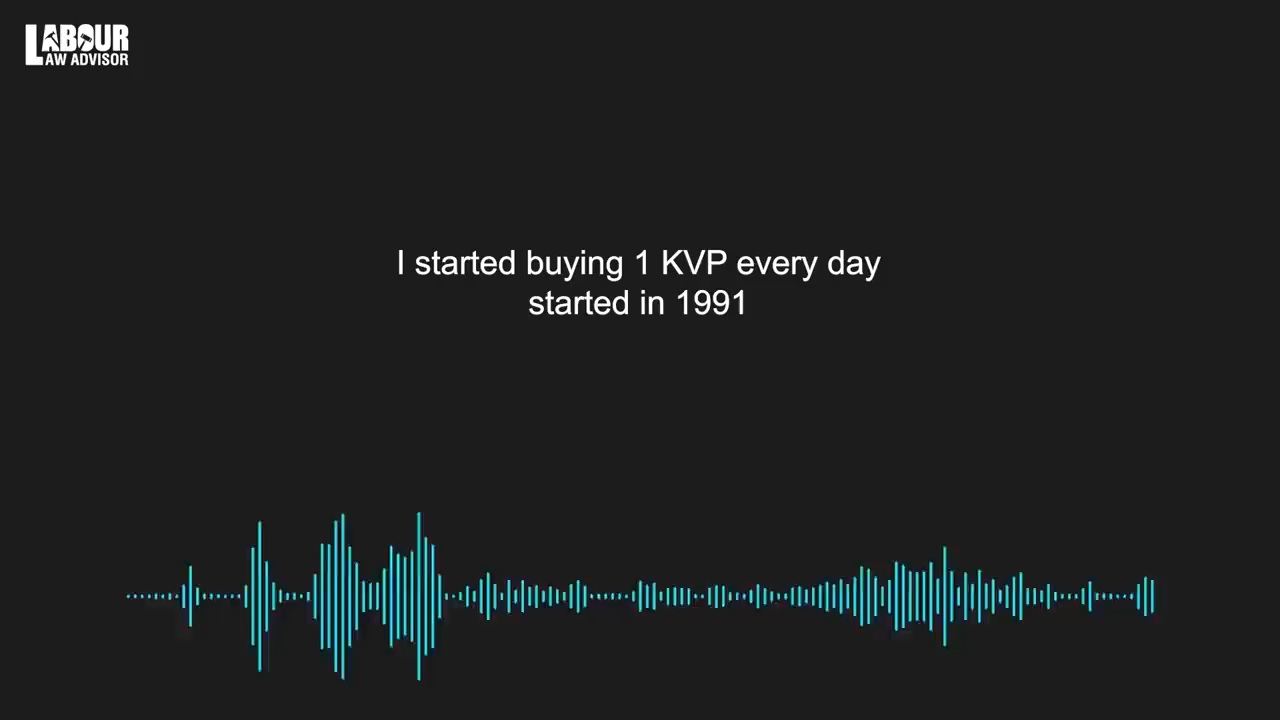 LABOUR
LAW ADVISOR
I started buying 1 KVP every day
started in 1991